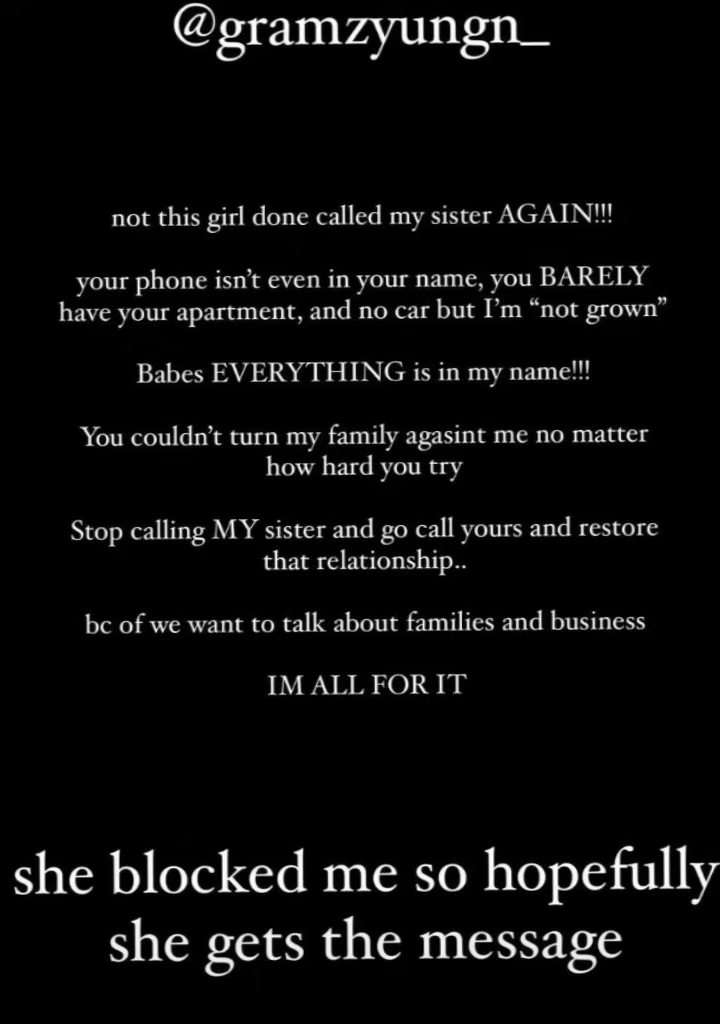 @gramzyungn_
not this girl done called my sister AGAIN!!!
your phone isn’t even in your name, you BARELY
have your apartment, and no car but I’m “not grown”
Babes EVERYTHING is in my name!!!
You couldn’t turn my family agasint me no matter
how hard you try
Stop calling MY sister and go call yours and restore
that relationship..
bc of we want to talk about families and business
IM ALL FOR IT
she blocked me so hopefully
she gets the message